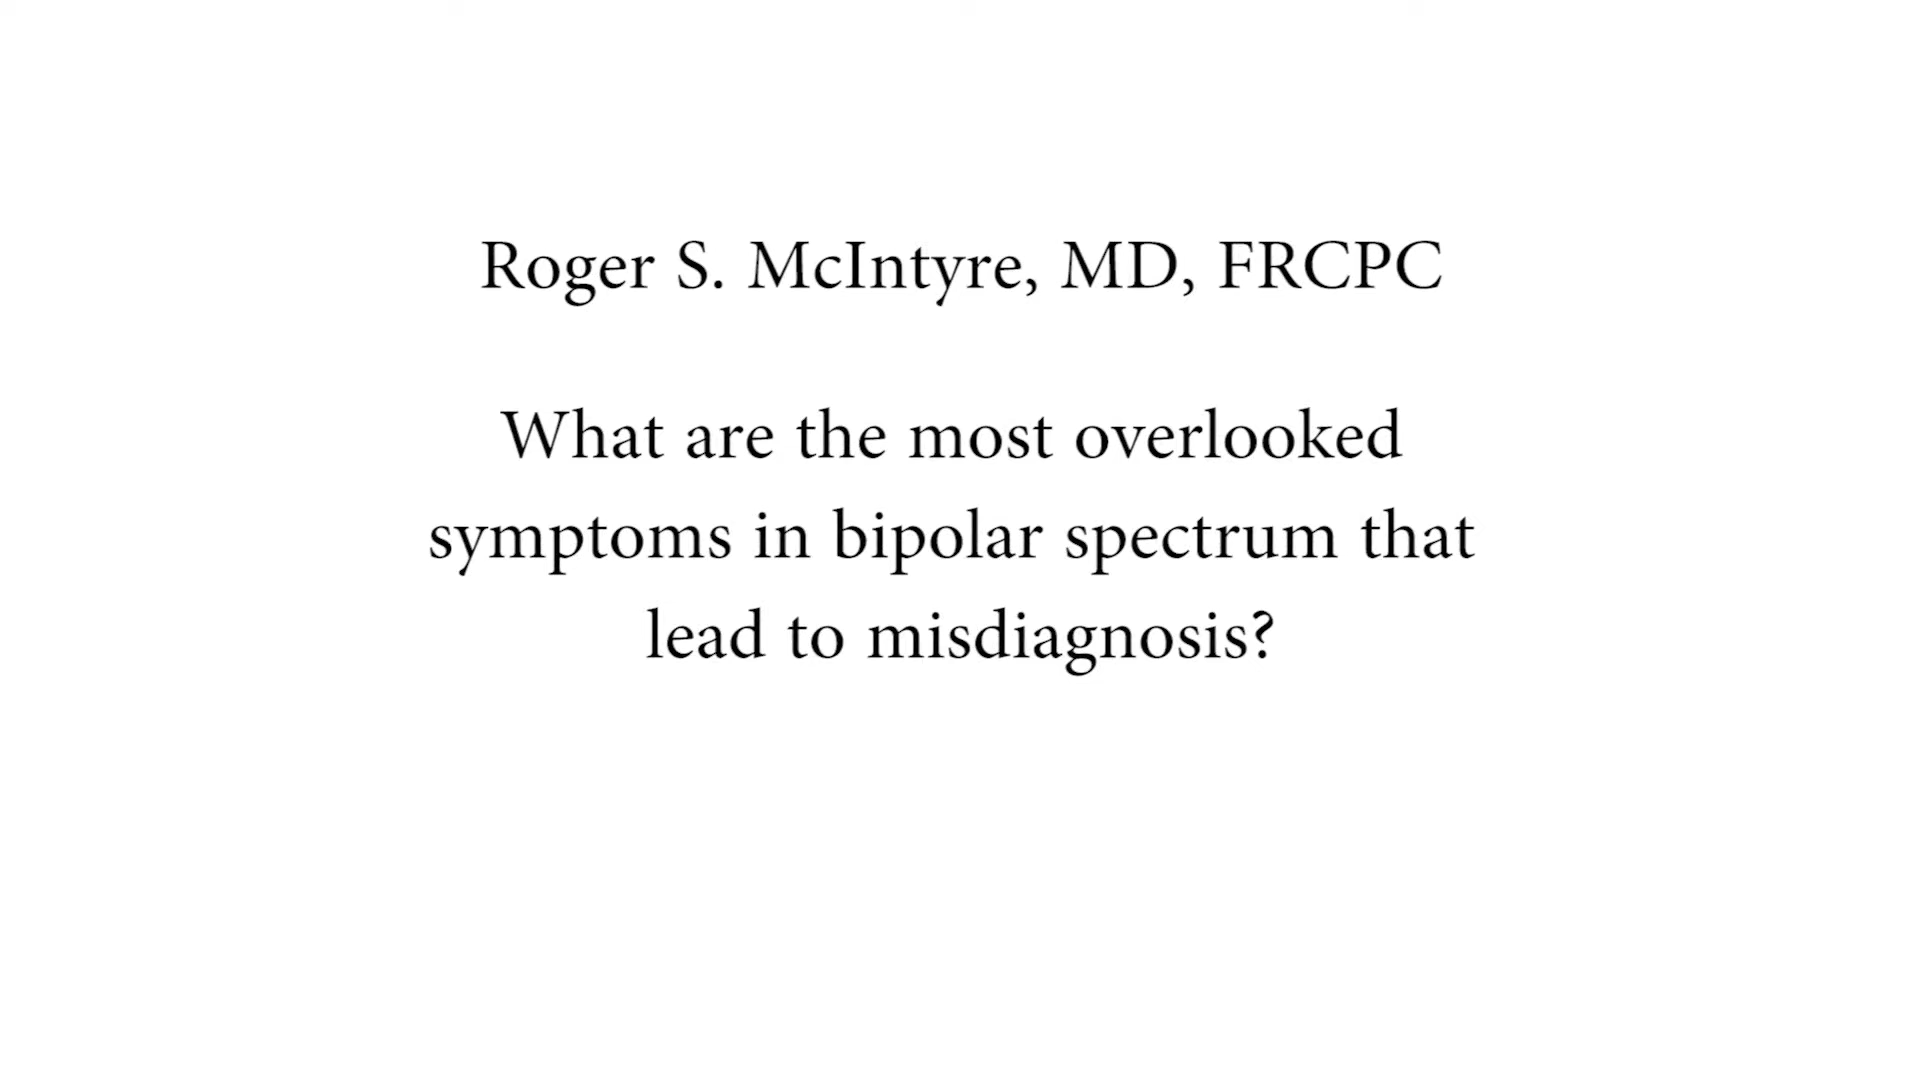 Roger S. McIntyre, MD, FRCPC
What are the most overlooked
symptoms in bipolar spectrum that
lead to misdiagnosis?